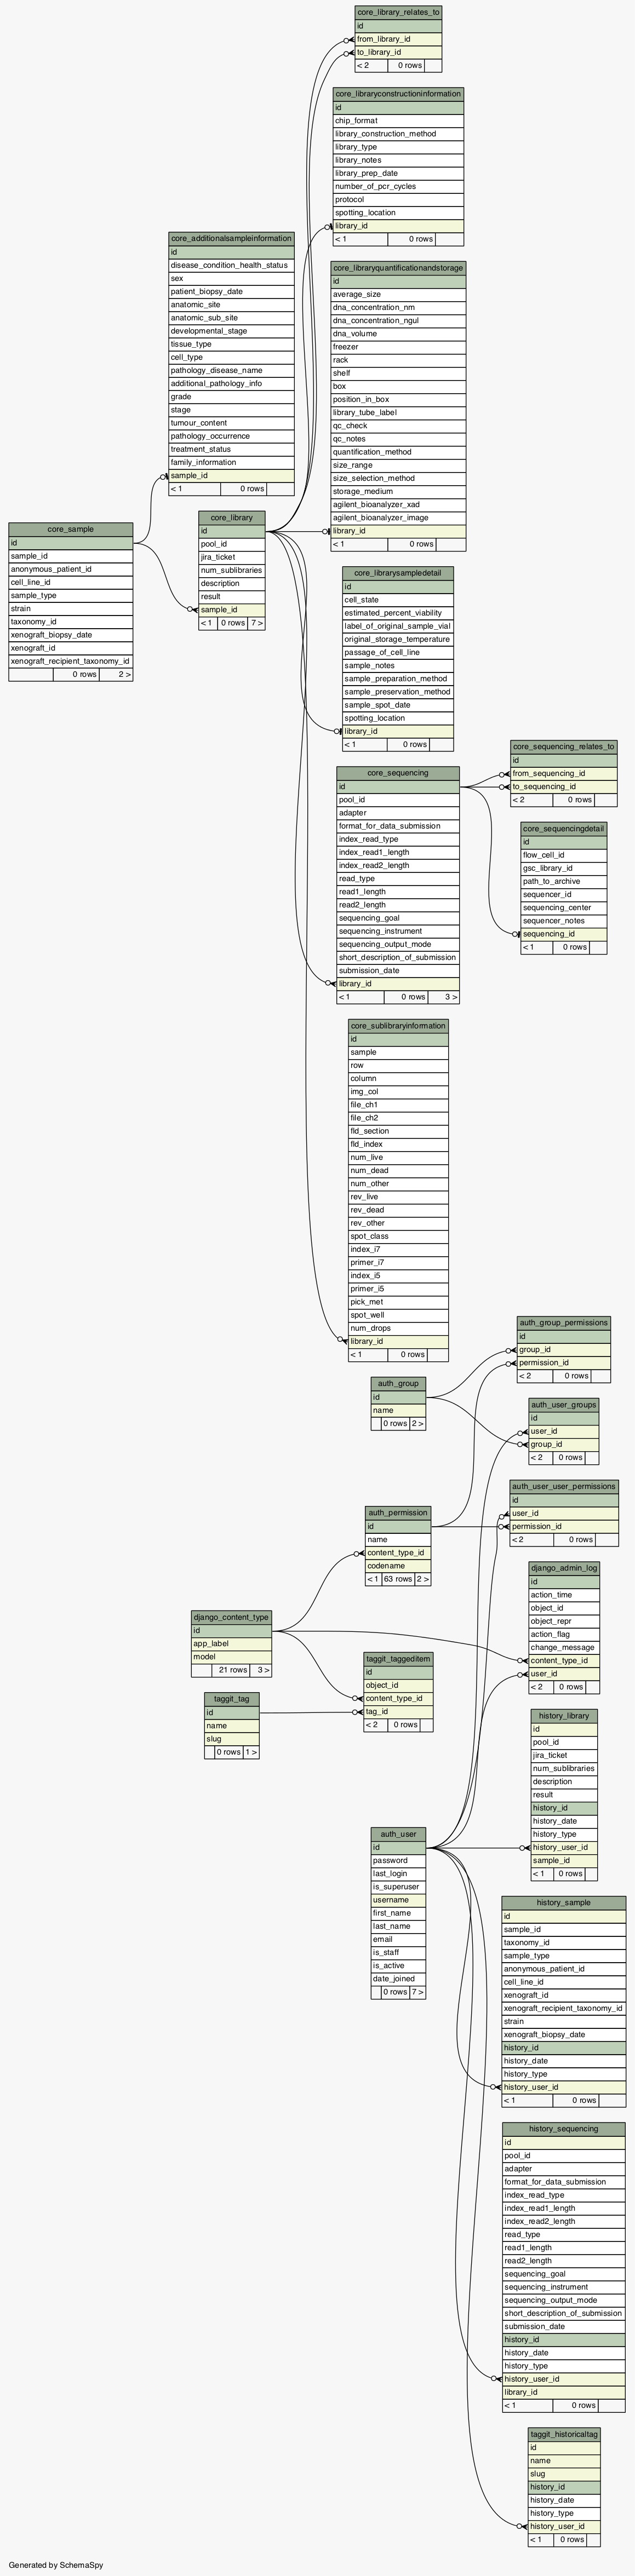 core_library_relates_to
id
from_library_id
to_library_id
< 2 0 rows
core_libraryconstructioninformation
id
chip_format
library_construction_method
library_type
library_notes
library_prep_date
number_of_pcr_cycles
protocol
spotting_location
library_id
< 1 0 rows
core_additionalsampleinformation
id
disease_condition_health_status
sex
patient_biopsy_date
anatomic_site
anatomic_sub_site
developmental_stage
tissue_type
cell_type
pathology_disease_name
additional_pathology_info
grade
stage
tumour_content
pathology_occurrence
treatment_status
family_information
sample_id
< 1 0 rows
core_libraryquantificationandstorage
id
average_size
dna_concentration_nm
dna_concentration_ngul
dna_volume
freezer
rack
shelf
box
position_in_box
library_tube_label
qc_check
qc_notes
quantification_method
size_range
size_selection_method
storage_medium
agilent_bioanalyzer_xad
agilent_bioanalyzer_image
library_id
< 1 0 rows
core_library
id
pool_id
jira_ticket
num_sublibraries
description
result
sample_id
< 1 0 rows 7 >
core_sample
id
sample_id
anonymous_patient_id
cell_line_id
sample_type
strain
taxonomy_id
xenograft_biopsy_date
xenograft_id
xenograft_recipient_taxonomy_id
0 rows 2 >
core_librarysampledetail
id
cell_state
estimated_percent_viability
label_of_original_sample_vial
original_storage_temperature
passage_of_cell_line
sample_notes
sample_preparation_method
sample_preservation_method
sample_spot_date
spotting_location
library_id
< 1 0 rows
core_sequencing_relates_to
id
from_sequencing_id
to_sequencing_id
< 2 0 rows
core_sequencing
id
pool_id
adapter
format_for_data_submission
index_read_type
index_read1_length
index_read2_length
read_type
read1_length
read2_length
sequencing_goal
sequencing_instrument
sequencing_output_mode
short_description_of_submission
submission_date
library_id
< 1 0 rows 3 >
core_sequencingdetail
id
flow_cell_id
gsc_library_id
path_to_archive
sequencer_id
sequencing_center
sequencer_notes
sequencing_id
< 1 0 rows
core_sublibraryinformation
id
sample
row
column
img_col
file_ch1
file_ch2
fld_section
fld_index
num_live
num_dead
num_other
rev_live
rev_dead
rev_other
spot_class
index_i7
primer_i7
index_i5
primer_i5
pick_met
spot_well
num_drops
library_id
< 1 0 rows
auth_group_permissions
id
group_id
permission_id
< 2 0 rows
auth_group
id
name
0 rows 2 >
auth_user_groups
id
user_id
group_id
< 2 0 rows
auth_user_user_permissions
id
user_id
permission_id
< 2 0 rows
auth_permission
id
name
content_type_id
codename
< 1 63 rows 2 >
django_admin_log
id
action_time
object_id
object_repr
action_flag
change_message
content_type_id
user_id
< 2 0 rows
django_content_type
id
app_label
model
21 rows 3 >
taggit_taggeditem
id
object_id
content_type_id
tag_id
< 2 0 rows
taggit_tag
id
name
slug
0 rows 1 >
history_library
id
pool_id
jira_ticket
num_sublibraries
description
result
history_id
history_date
history_type
history_user_id
sample_id
< 1 0 rows
auth_user
id
password
last_login
is_superuser
username
first_name
last_name
email
is_staff
is_active
date_joined
0 rows 7 >
history_sample
id
sample_id
taxonomy_id
sample_type
anonymous_patient_id
cell_line_id
xenograft_id
xenograft_recipient_taxonomy_id
strain
xenograft_biopsy_date
history_id
history_date
history_type
history_user_id
< 1 0 rows
history_sequencing
id
pool_id
adapter
format_for_data_submission
index_read_type
index_read1_length
index_read2_length
read_type
read1_length
read2_length
sequencing_goal
sequencing_instrument
sequencing_output_mode
short_description_of_submission
submission_date
history_id
history_date
history_type
history_user_id
library_id
< 1 0 rows
taggit_historicaltag
id
name
slug
history_id
history_date
history_type
history_user_id
< 1 0 rows
Generated by SchemaSpy